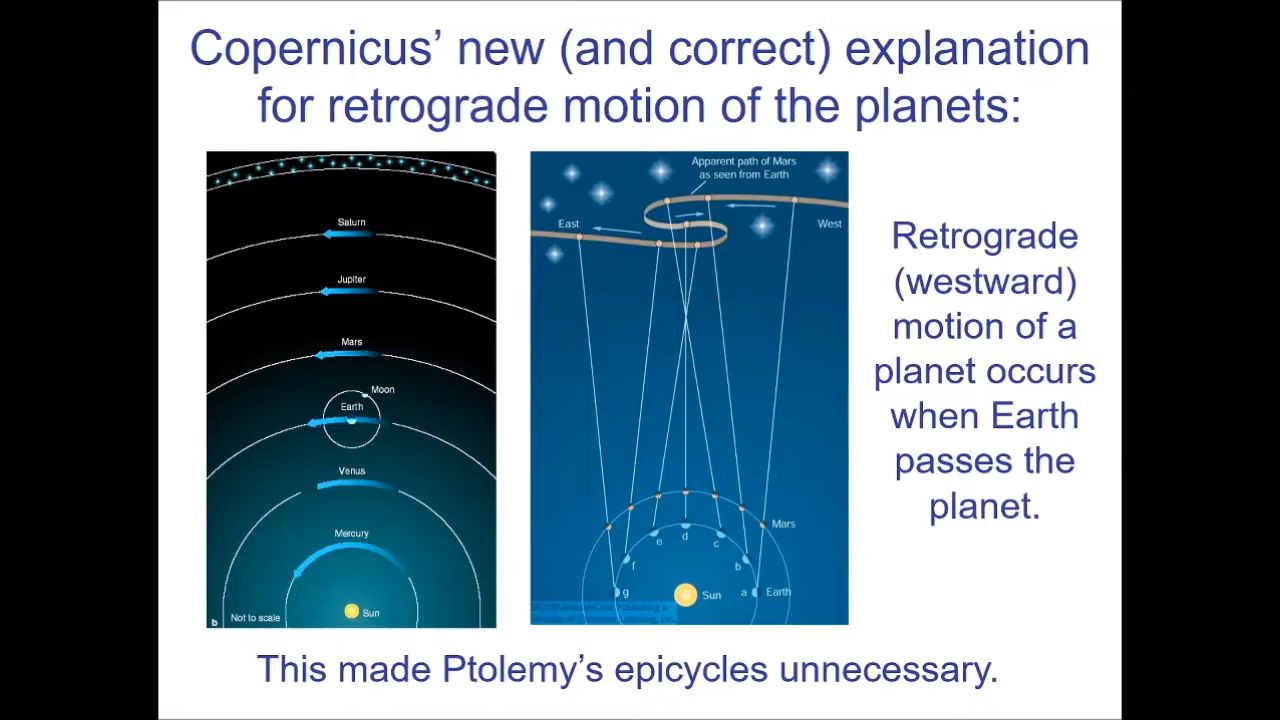 Copernicus' new (and correct) explanation
for retrograde motion of the planets:
Saturn
Jupiter
Mars
Moon
Earth
Venus
Mercury
Sun
Not to scale
b
Apparent path of Mars
as seen from Earth
East
West
Mars
d
e
c
f
b
g
Sun
a
Earth
Retrograde
(westward)
motion of a
planet occurs
when Earth
passes the
planet.
This made Ptolemy's epicycles unnecessary.